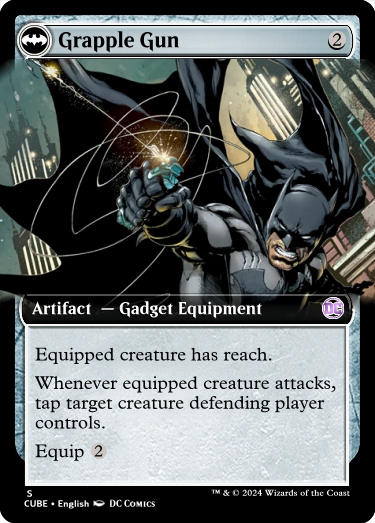 Grapple Gun 2
Artifact — Gadget Equipment DC
Equipped creature has reach.
Whenever equipped creature attacks,
tap target creature defending player
controls.
Equip 2
S
CUBE • English DC COMICS ™ & © 2024 Wizards of the Coast